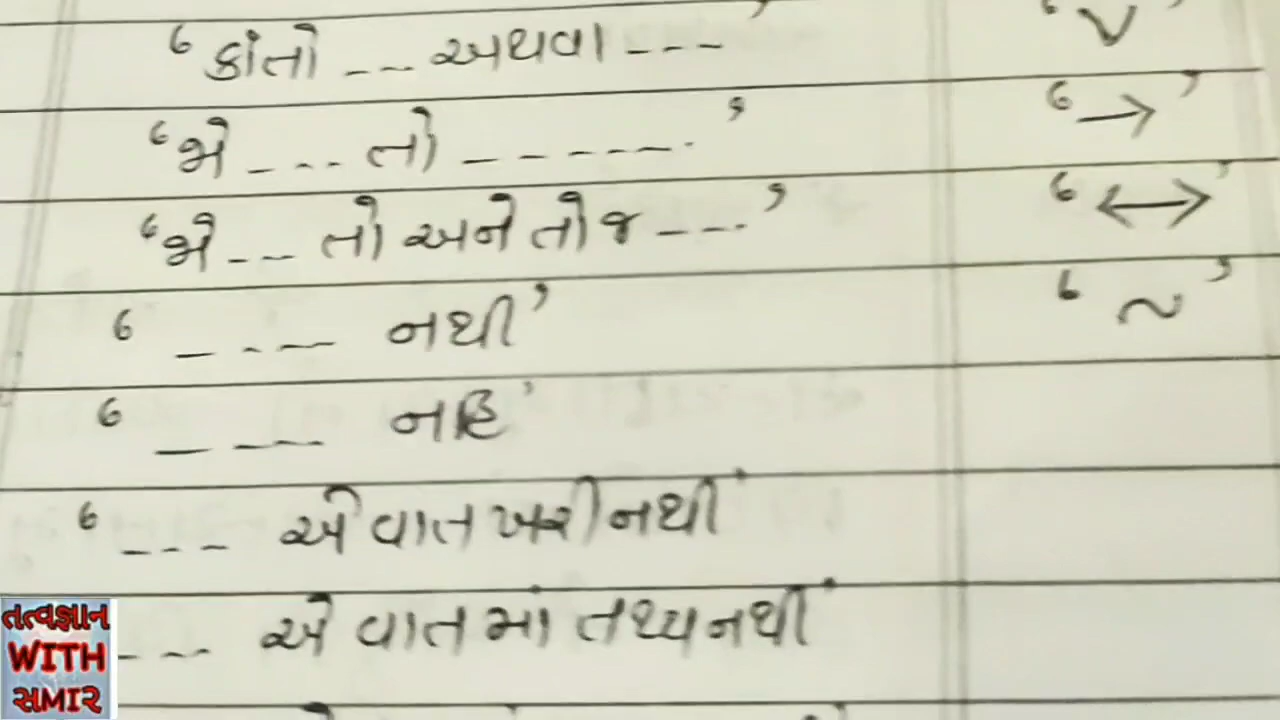 ‘કાંતો --- અથવા ---’ ‘∨’
‘જો ---- તો ------.’ ‘→’
‘જો --- તો અને તો જ ---.’ ‘↔’
‘ ---- નથી’ ‘~’
‘ ---- નહિ’
‘ --- એ વાત ખરી નથી’
--- એ વાત માં તથ્ય નથી
તત્વજ્ઞાન
WITH
સમીર